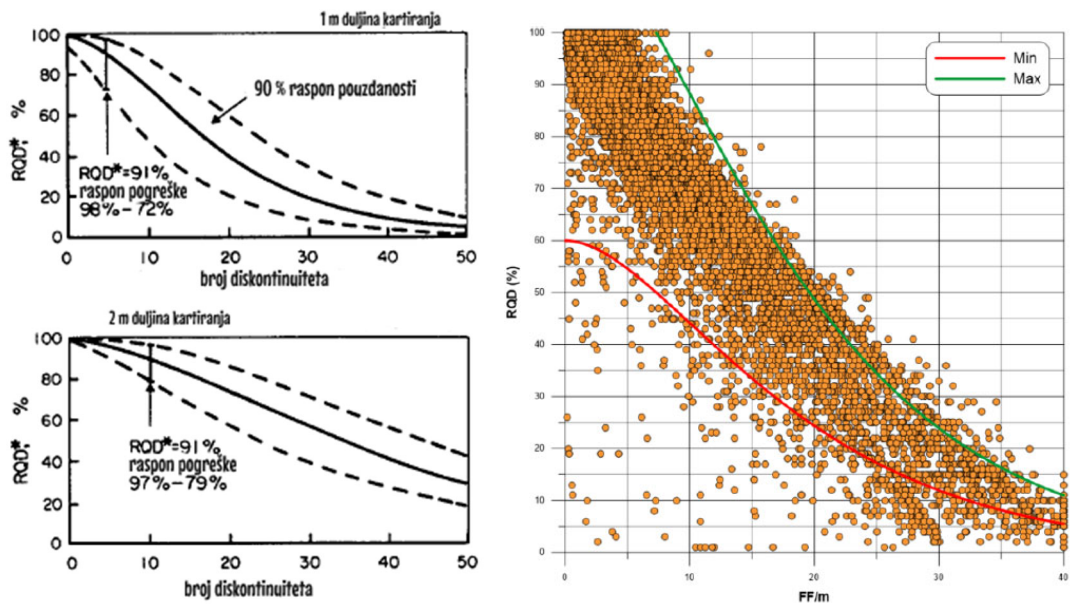 1 m duljina kartiranja
100
80
60
40
20
0
RQD*, %
90 % raspon pouzdanosti
RQD*=91%
raspon pogreške
98%-72%
0 10 20 30 40 50
broj diskontinuiteta
2 m duljina kartiranja
100
80
60
40
20
0
RQD*, %
RQD*=91%
raspon pogreške
97%-79%
0 10 20 30 40 50
broj diskontinuiteta
100
90
80
70
60
50
40
30
20
10
0
RQD (%)
Min
Max
0 10 20 30 40
FF/m